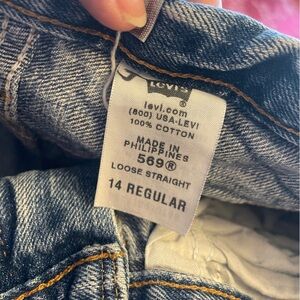 LEVI'S
®
levi.com
(800) USA-LEVI
100% COTTON
MADE IN
PHILIPPINES
569®
LOOSE STRAIGHT
14 REGULAR